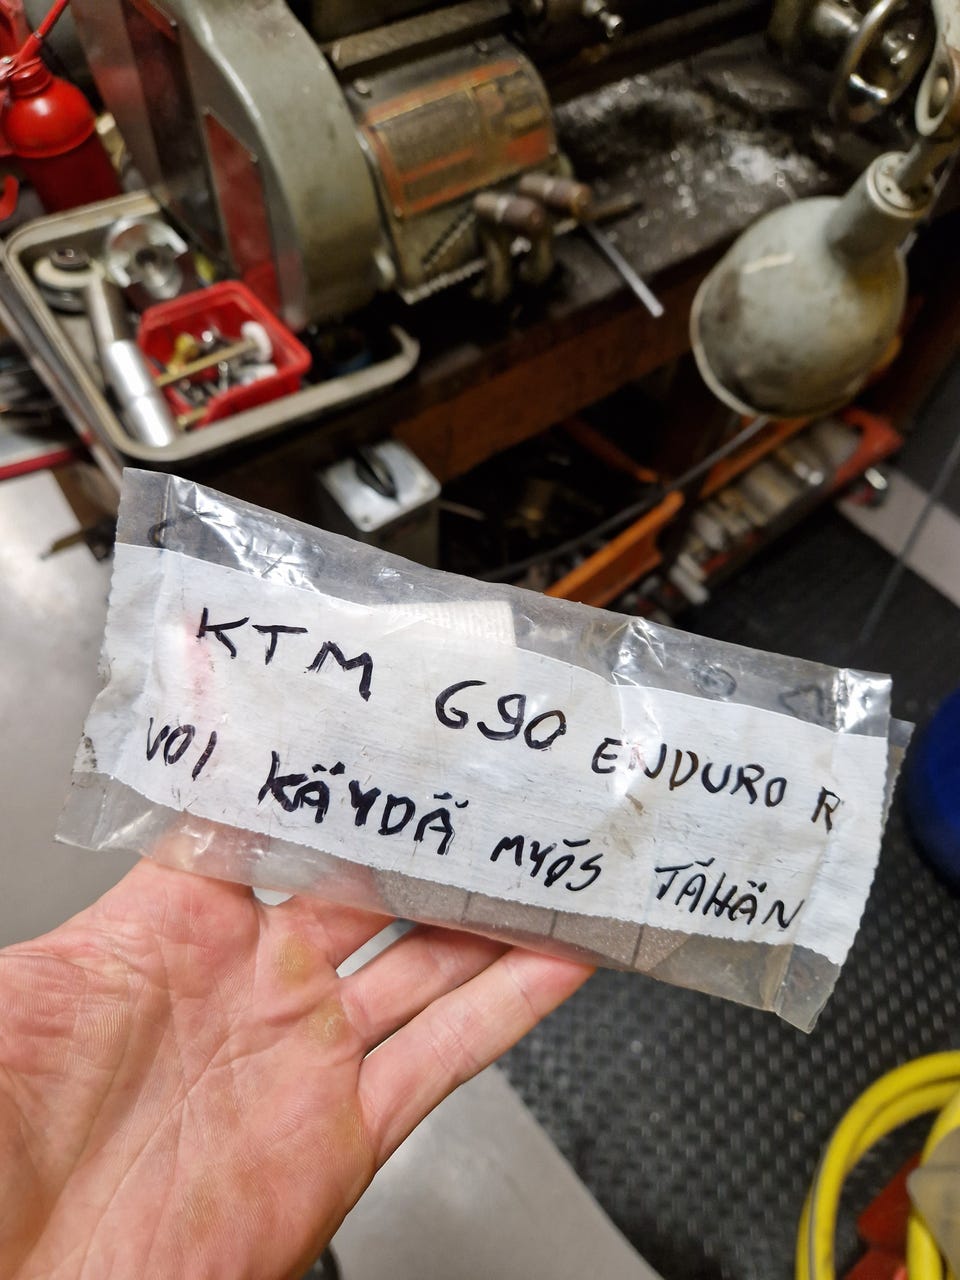 KTM 690 ENDURO R
VOI KÄYDÄ MYÖS TÄHÄN